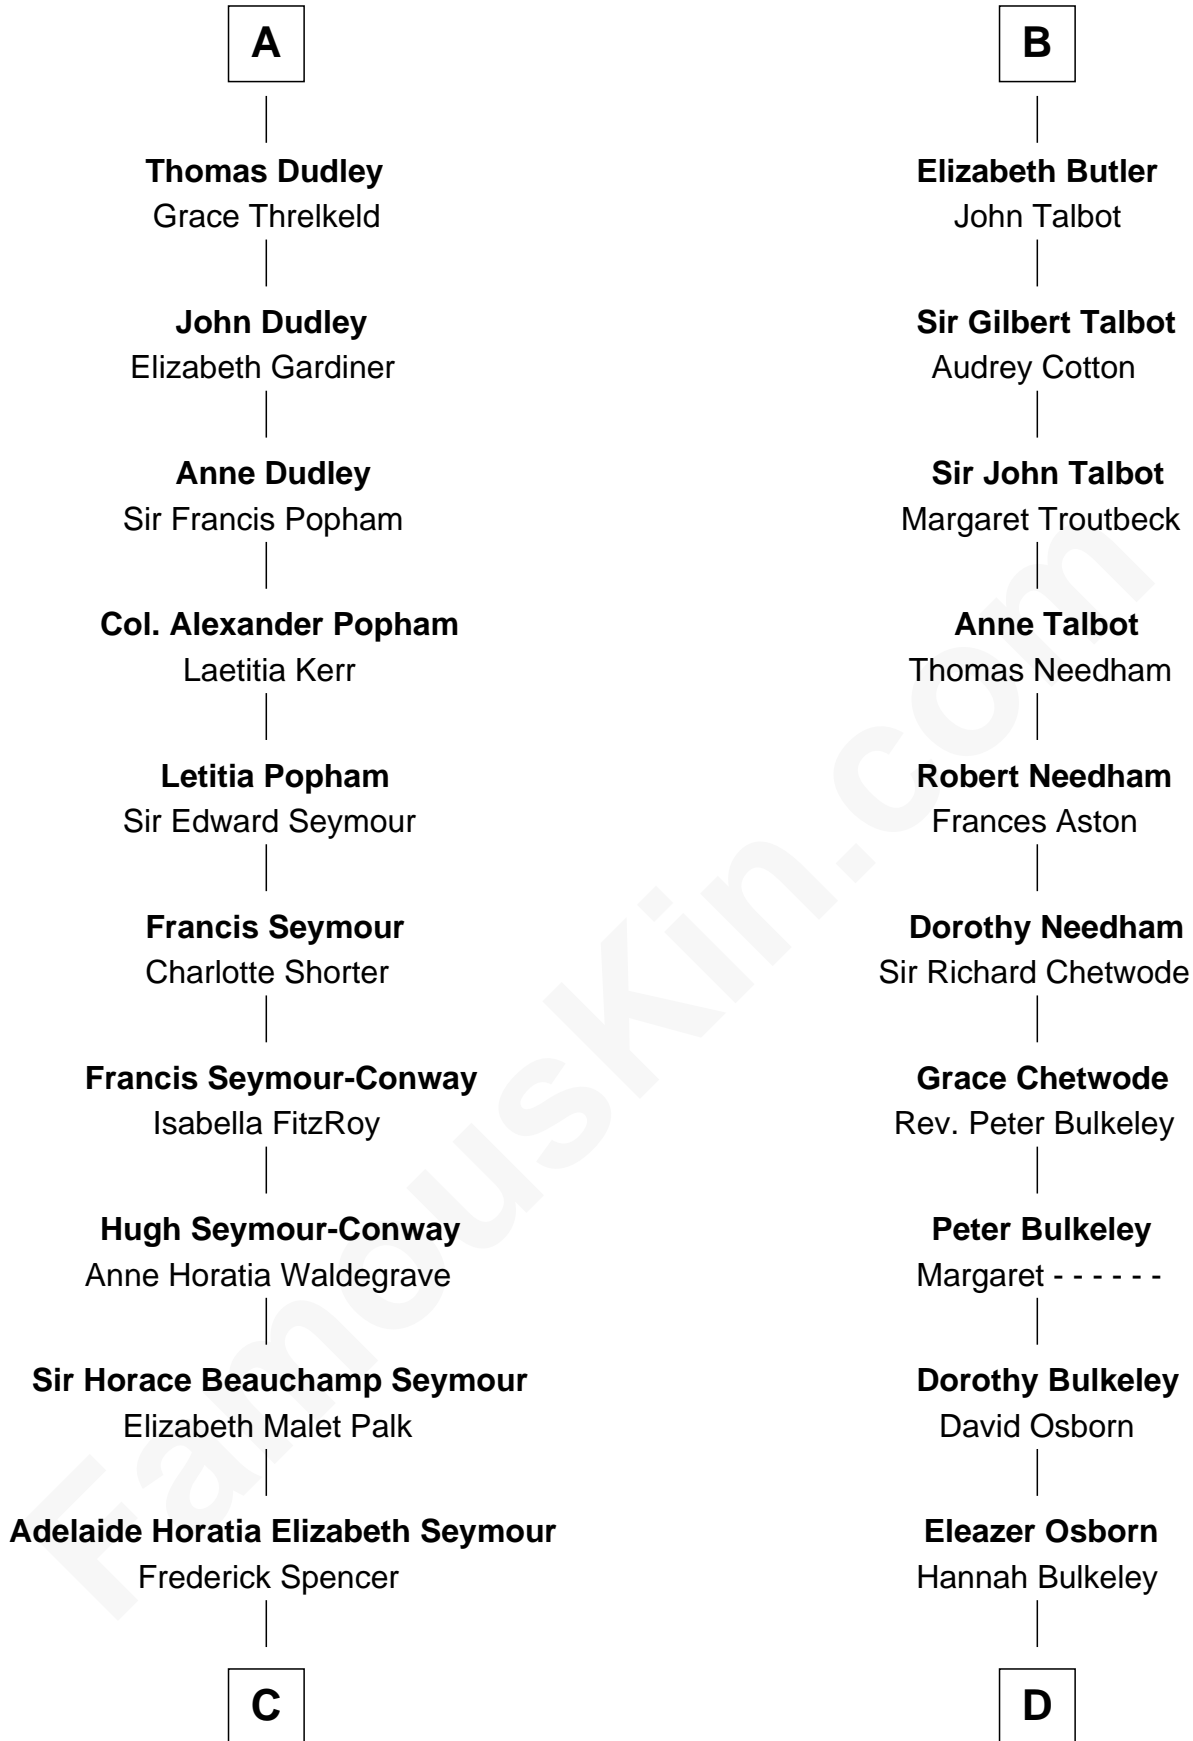 A
Thomas Dudley
Grace Threlkeld
John Dudley
Elizabeth Gardiner
Anne Dudley
Sir Francis Popham
Col. Alexander Popham
Laetitia Kerr
Letitia Popham
Sir Edward Seymour
Francis Seymour
Charlotte Shorter
Francis Seymour-Conway
Isabella FitzRoy
Hugh Seymour-Conway
Anne Horatia Waldegrave
Sir Horace Beauchamp Seymour
Elizabeth Malet Palk
Adelaide Horatia Elizabeth Seymour
Frederick Spencer
C
B
Elizabeth Butler
John Talbot
Sir Gilbert Talbot
Audrey Cotton
Sir John Talbot
Margaret Troutbeck
Anne Talbot
Thomas Needham
Robert Needham
Frances Aston
Dorothy Needham
Sir Richard Chetwode
Grace Chetwode
Rev. Peter Bulkeley
Peter Bulkeley
Margaret - - - - - -
Dorothy Bulkeley
David Osborn
Eleazer Osborn
Hannah Bulkeley
D
FamousKin.com